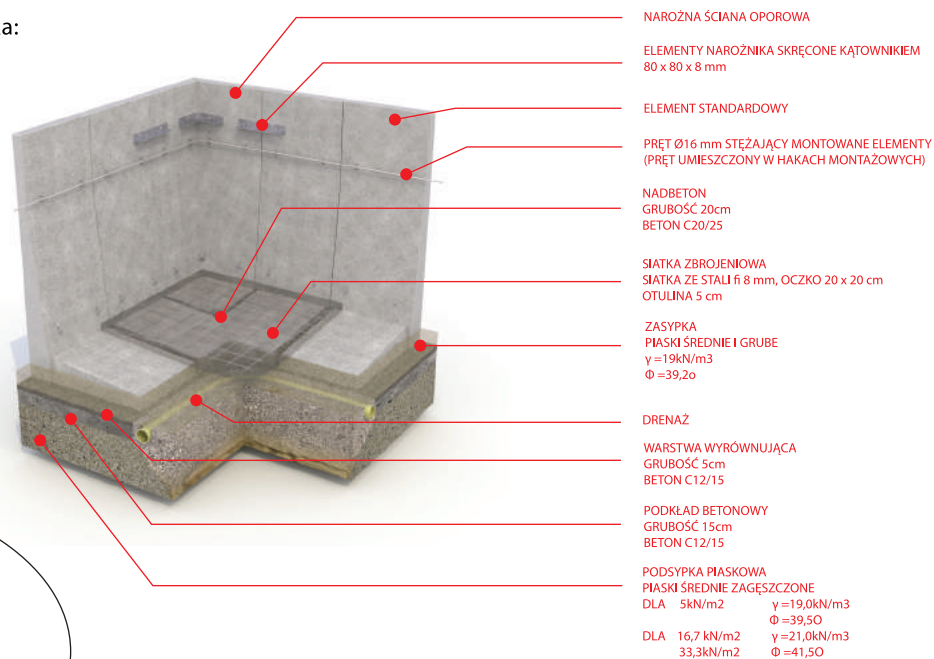 a:
NAROŻNA ŚCIANA OPOROWA
ELEMENTY NAROŻNIKA SKRĘCONE KĄTOWNIKIEM
80 x 80 x 8 mm
ELEMENT STANDARDOWY
PRĘT Ø16 mm STĘŻAJĄCY MONTOWANE ELEMENTY
(PRĘT UMIESZCZONY W HAKACH MONTAŻOWYCH)
NADBETON
GRUBOŚĆ 20cm
BETON C20/25
SIATKA ZBROJENIOWA
SIATKA ZE STALI fi 8 mm, OCZKO 20 x 20 cm
OTULINA 5 cm
ZASYPKA
PIASKI ŚREDNIE I GRUBE
γ =19kN/m3
Φ =39,2o
DRENAŻ
WARSTWA WYRÓWNUJĄCA
GRUBOŚĆ 5cm
BETON C12/15
PODKŁAD BETONOWY
GRUBOŚĆ 15cm
BETON C12/15
PODSYPKA PIASKOWA
PIASKI ŚREDNIE ZAGĘSZCZONE
DLA 5kN/m2 γ =19,0kN/m3
Φ =39,5O
DLA 16,7 kN/m2 γ =21,0kN/m3
33,3kN/m2 Φ =41,5O